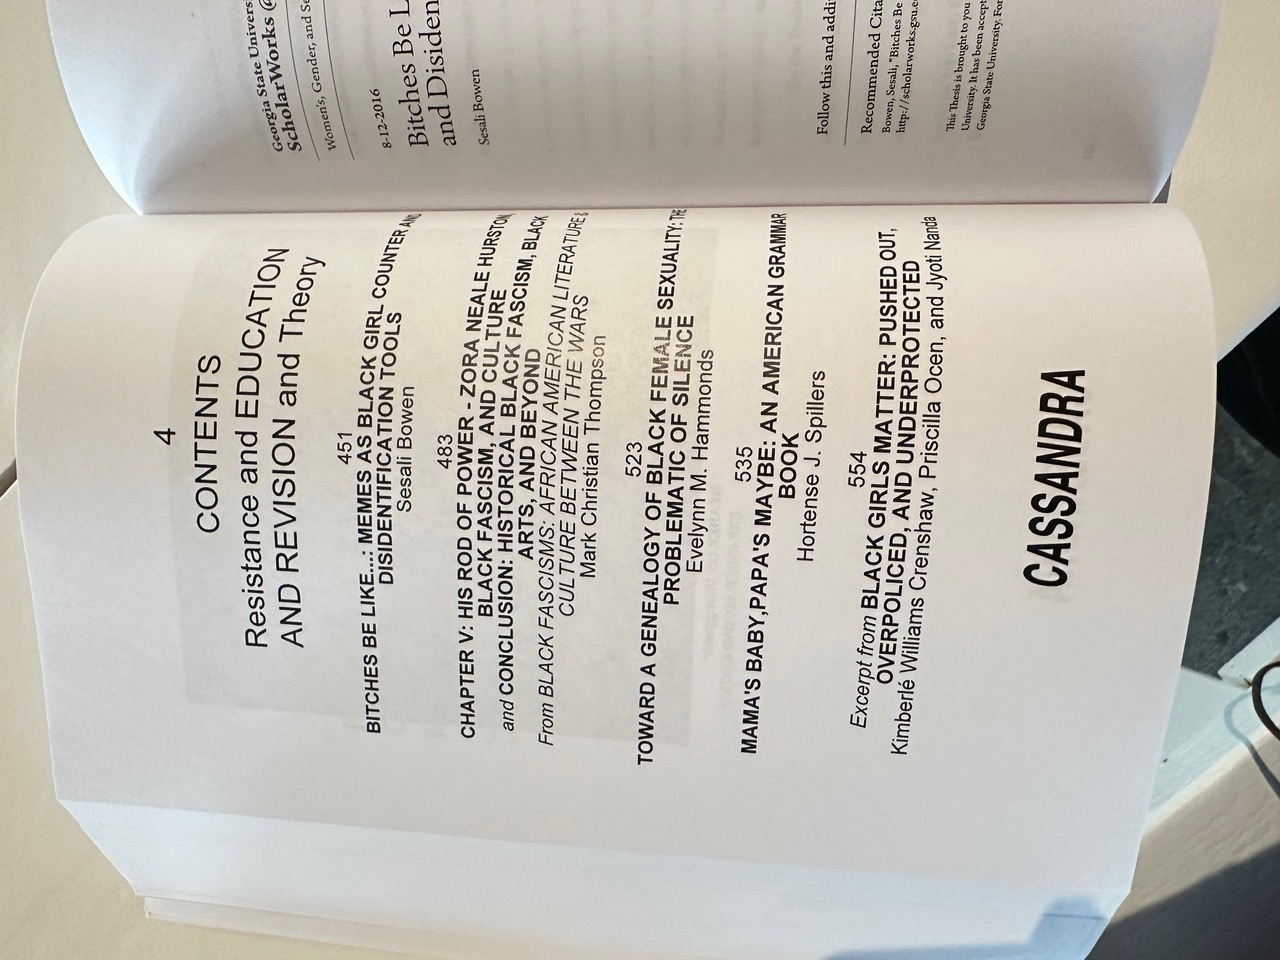 4
CONTENTS
Resistance and EDUCATION
AND REVISION and Theory
451
BITCHES BE LIKE...: MEMES AS BLACK GIRL COUNTER AND
DISIDENTIFICATION TOOLS
Sesali Bowen
483
CHAPTER V: HIS ROD OF POWER - ZORA NEALE HURSTON
BLACK FASCISM, AND CULTURE
and CONCLUSION: HISTORICAL BLACK FASCISM, BLACK
ARTS, AND BEYOND
From BLACK FASCISMS: AFRICAN AMERICAN LITERATURE &
CULTURE BETWEEN THE WARS
Mark Christian Thompson
523
TOWARD A GENEALOGY OF BLACK FEMALE SEXUALITY: THE
PROBLEMATIC OF SILENCE
Evelynn M. Hammonds
535
MAMA'S BABY,PAPA'S MAYBE: AN AMERICAN GRAMMAR
BOOK
Hortense J. Spillers
554
Excerpt from BLACK GIRLS MATTER: PUSHED OUT,
OVERPOLICED, AND UNDERPROTECTED
Kimberlé Williams Crenshaw, Priscilla Ocen, and Jyoti Nanda
CASSANDRA
Georgia State Univers
ScholarWorks @
Women's, Gender, and Se
8-12-2016
Bitches Be L
and Disiden
Sesali Bowen
Follow this and addi
Recommended Cita
Bowen, Sesali, "Bitches Be
http://scholarworks.gsu.e
This Thesis is brought to you
University. It has been accept
Georgia State University. For